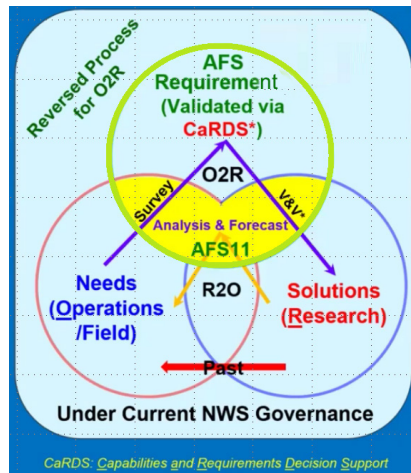 Reversed Process
for O2R
AFS
Requirement
(Validated via
CaRDS*)
O2R
Survey
V&V*
Analysis & Forecast
AFS11
Needs
(Operations
/Field)
R2O
Solutions
(Research)
Past
Under Current NWS Governance
CaRDS: Capabilities and Requirements Decision Support